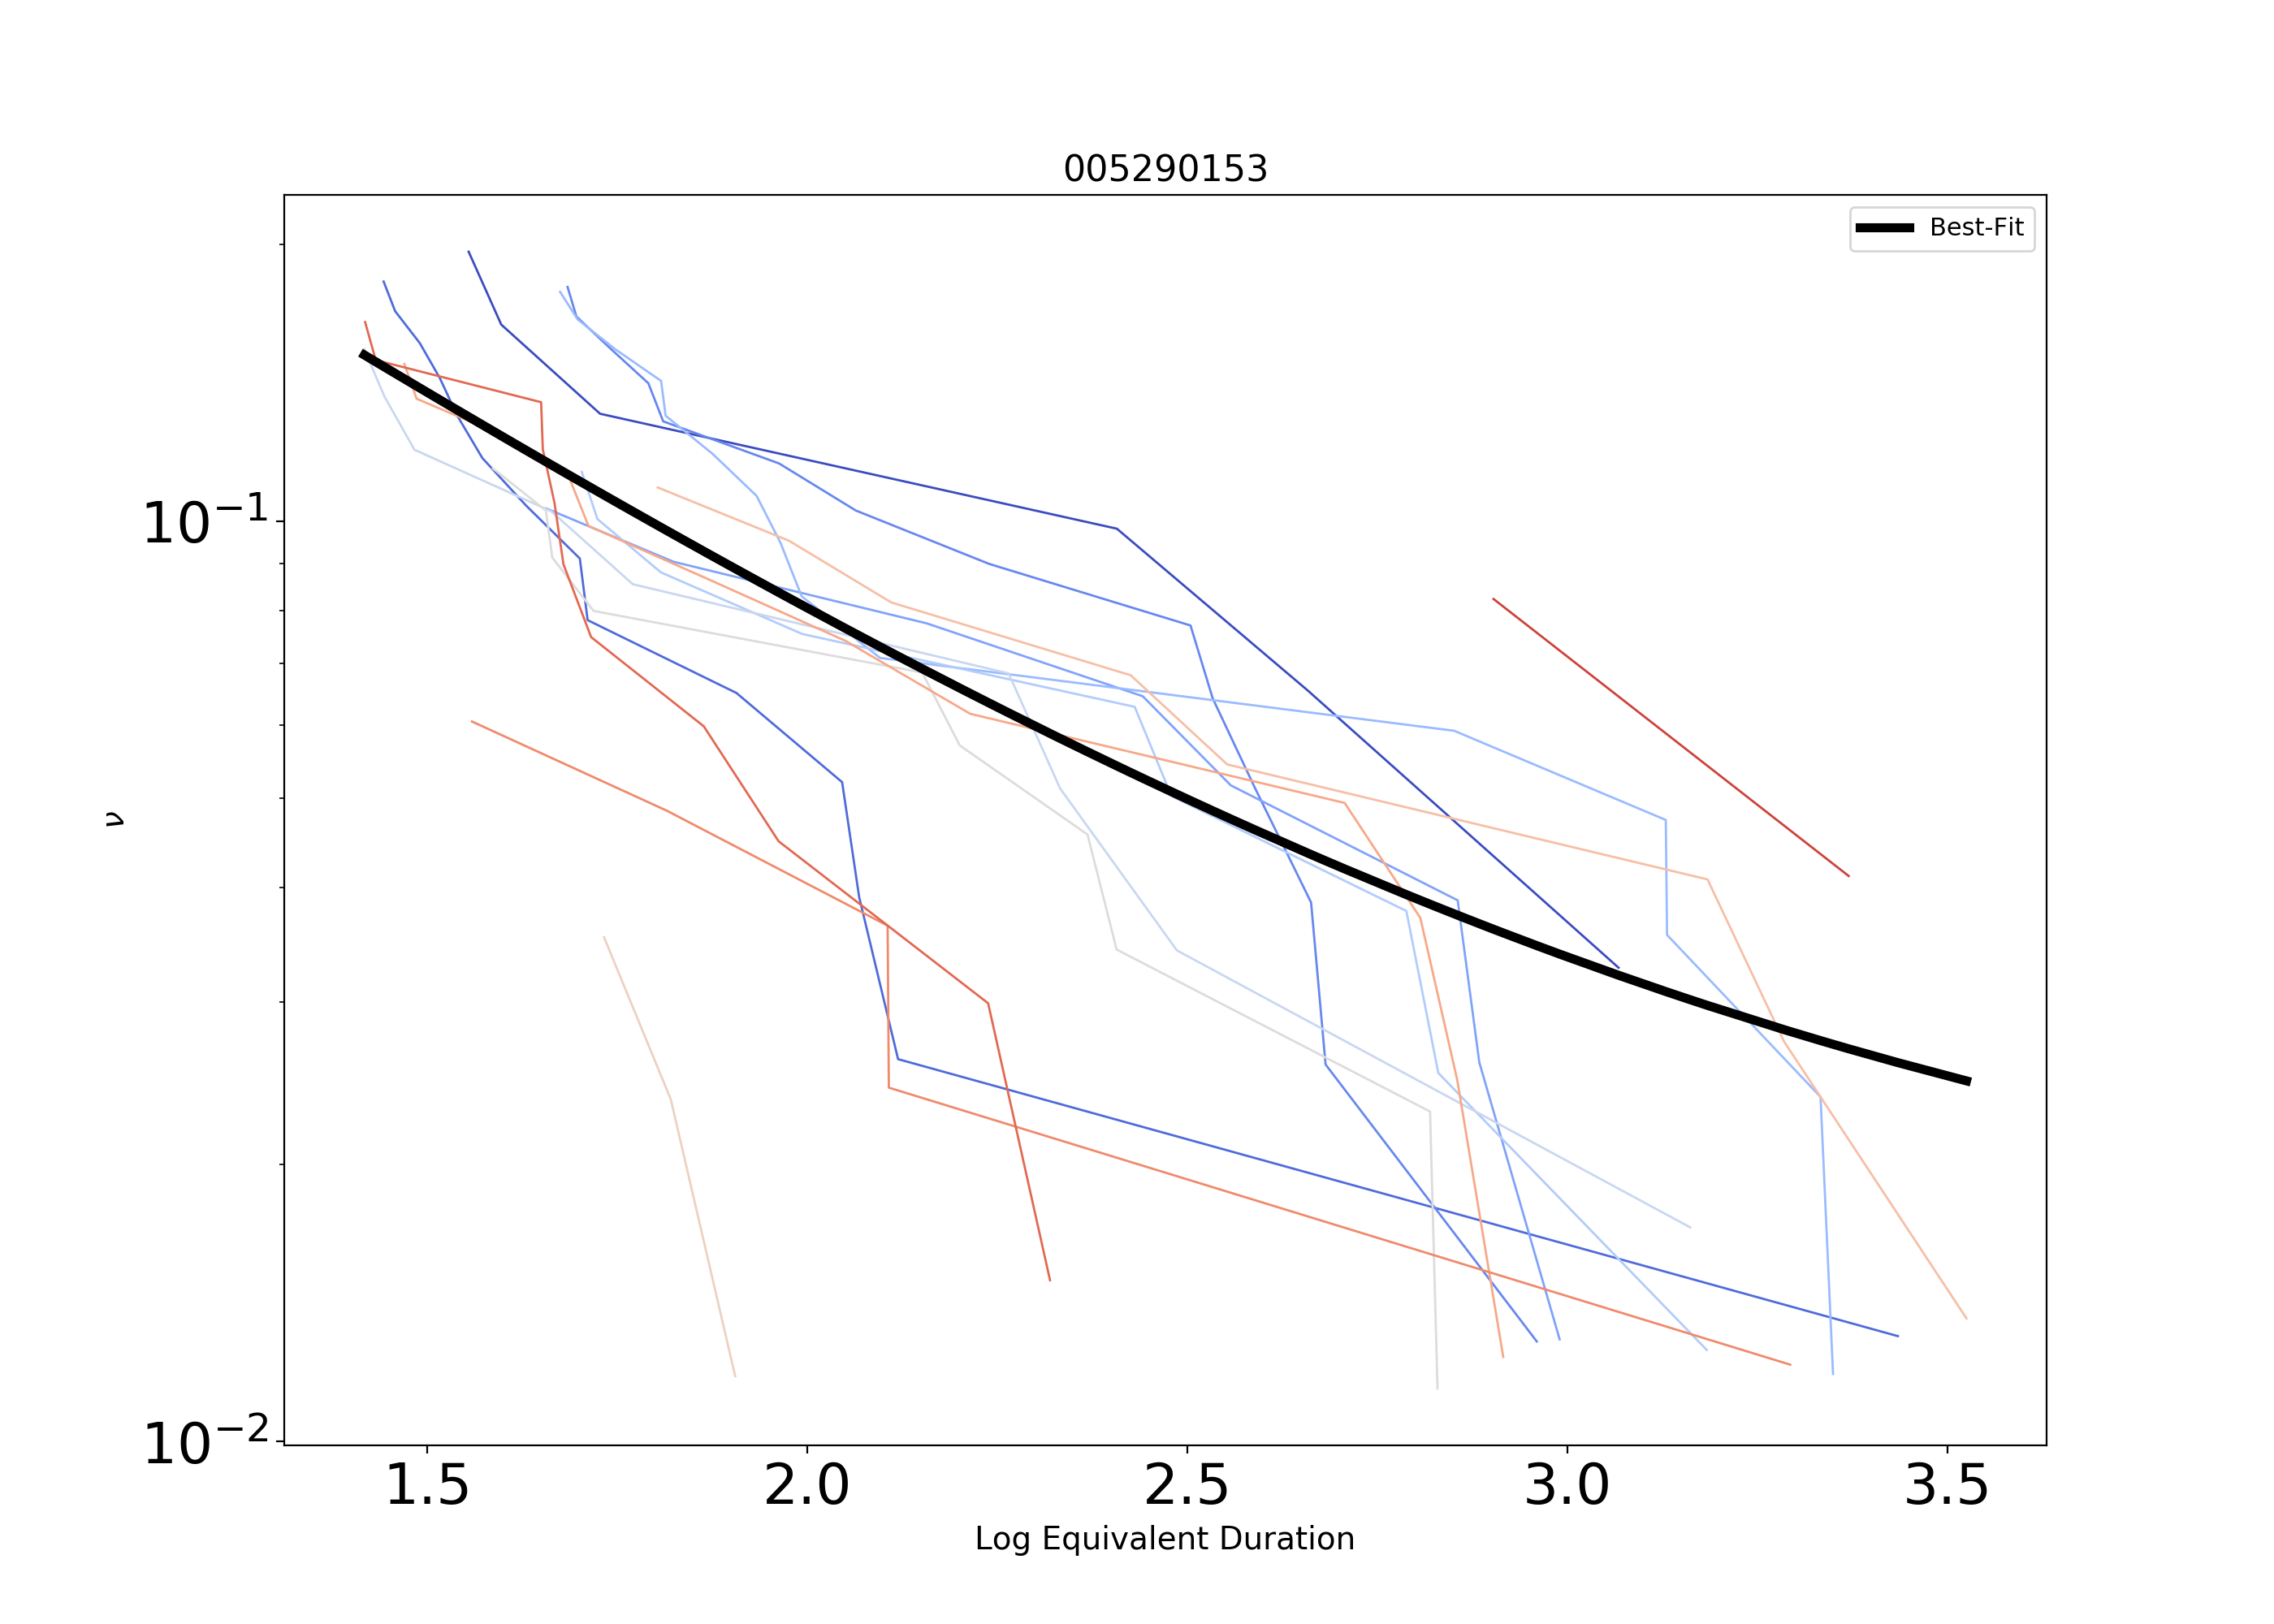 005290153
Best-Fit
10⁻¹
ν
10⁻²
1.5 2.0 2.5 3.0 3.5
Log Equivalent Duration